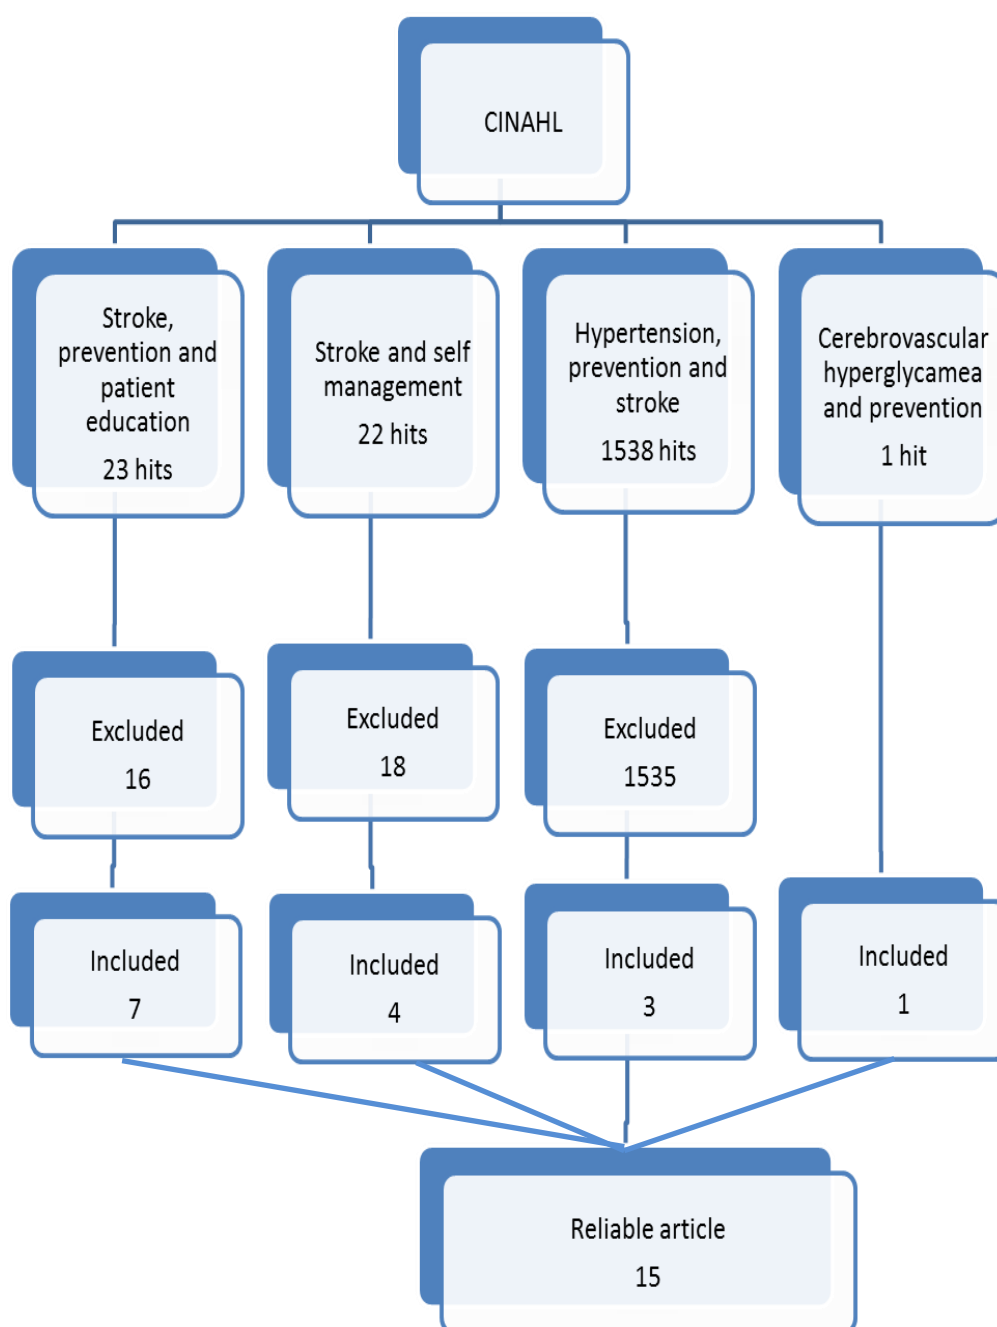 CINAHL
Stroke,
prevention and
patient
education
23 hits
Stroke and self
management
22 hits
Hypertension,
prevention and
stroke
1538 hits
Cerebrovascular
hyperglycamea
and prevention
1 hit
Excluded
16
Excluded
18
Excluded
1535
Included
7
Included
4
Included
3
Included
1
Reliable article
15